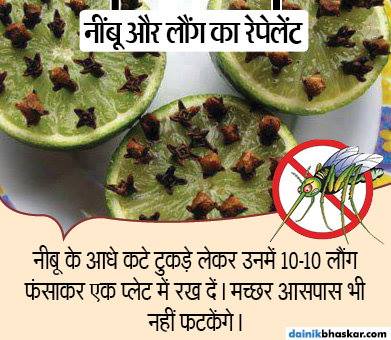 नींबू और लौंग का रेपेलेंट
नीबू के आधे कटे टुकड़े लेकर उनमें 10-10 लौंग
फंसाकर एक प्लेट में रख दें। मच्छर आसपास भी
नहीं फटकेंगे।
dainikbhaskar.com